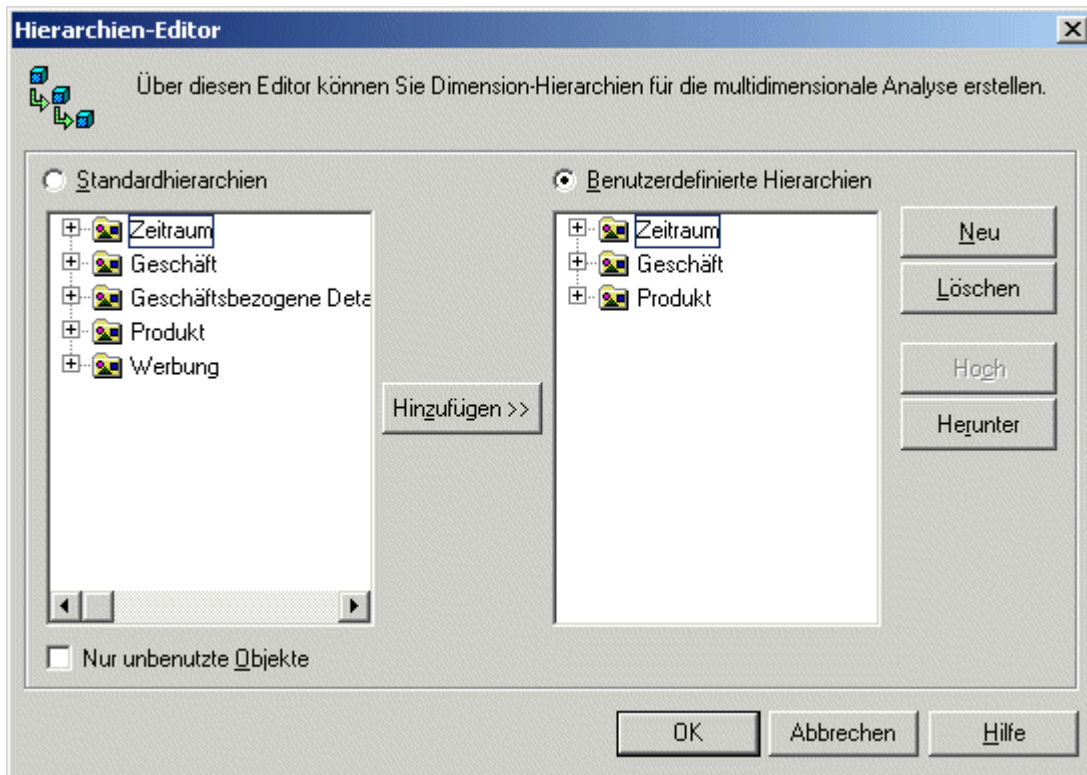 Hierarchien-Editor
Über diesen Editor können Sie Dimension-Hierarchien für die multidimensionale Analyse erstellen.
Standardhierarchien
Zeitraum
Geschäft
Geschäftsbezogene Deta
Produkt
Werbung
Hinzufügen >>
Benutzerdefinierte Hierarchien
Zeitraum
Geschäft
Produkt
Neu
Löschen
Hoch
Herunter
Nur unbenutzte Objekte
OK
Abbrechen
Hilfe